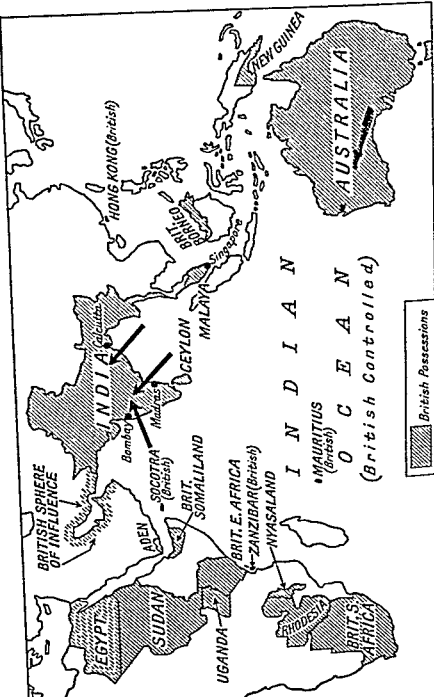 BRITISH SPHERE
OF INFLUENCE
EGYPT
SUDAN
UGANDA
ADEN
SOCOTRA
(British)
BRIT.
SOMALILAND
BRIT. E. AFRICA
ZANZIBAR (British)
NYASALAND
RHODESIA
BRIT. S.
AFRICA
INDIA
Calcutta
Bombay
Madras
CEYLON
MALAYA
Singapore
BRIT.
BORNEO
HONG KONG (British)
NEW GUINEA
AUSTRALIA
INDIAN
OCEAN
(British Controlled)
MAURITIUS
(British)
British Possessions